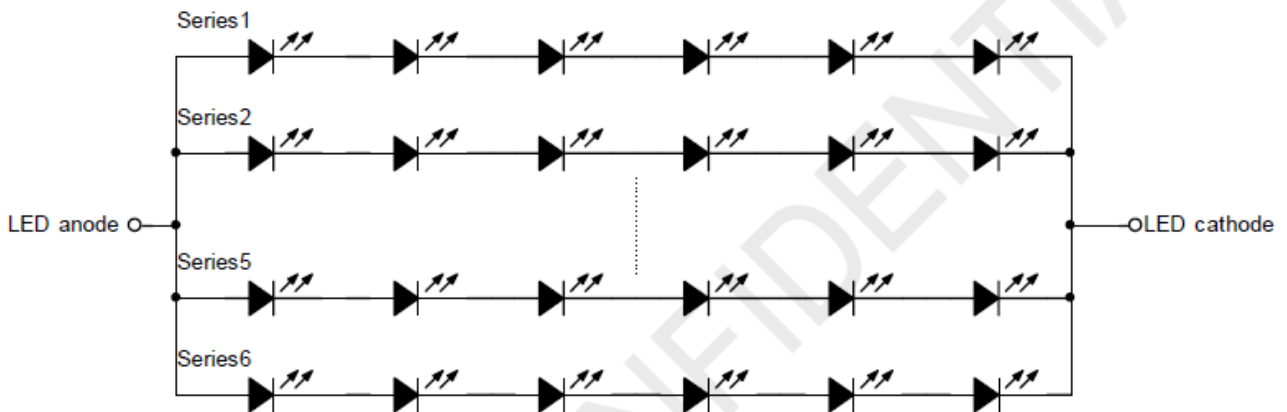 Series1
Series2
LED anode
LED cathode
Series5
Series6